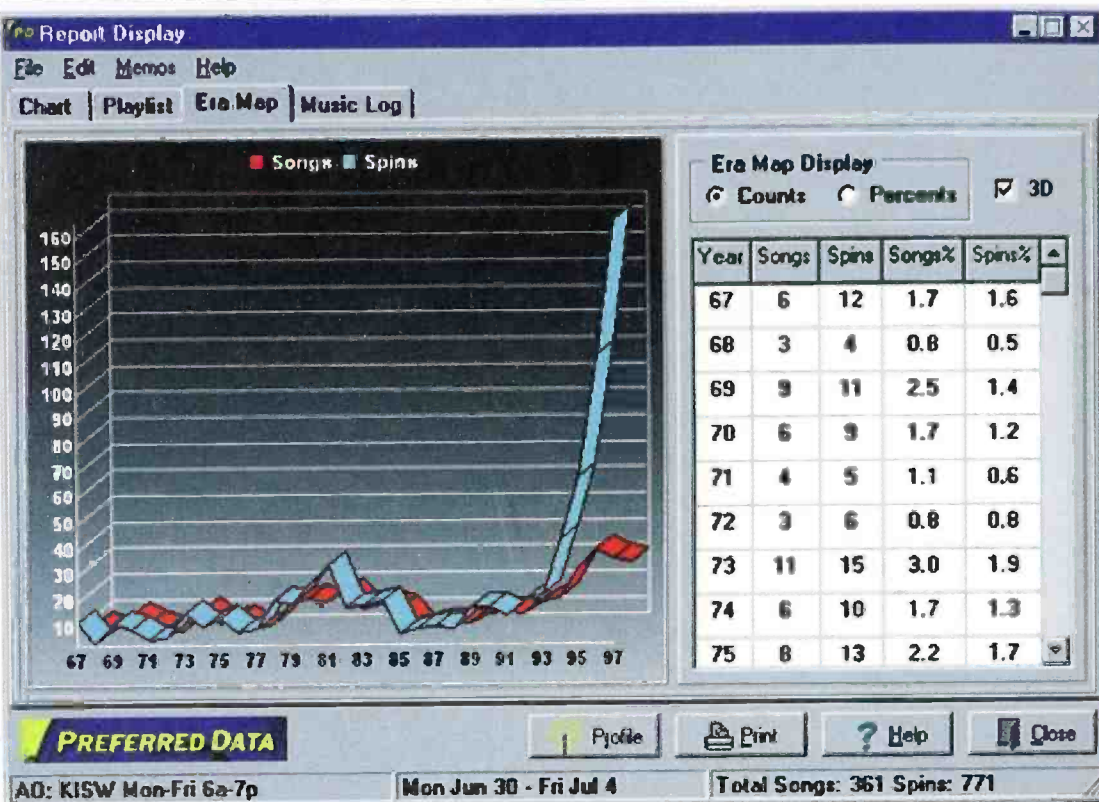 PD Report Display
File Edit Memos Help
Chart Playlist Era Map Music Log
Songs Spins
160
150
140
130
120
110
100
90
80
70
60
50
40
30
20
10
67 69 71 73 75 77 79 81 83 85 87 89 91 93 95 97
Era Map Display
Counts Percents 3D
Year Songs Spins Songs% Spins%
67 6 12 1.7 1.6
68 3 4 0.8 0.5
69 9 11 2.5 1.4
70 6 9 1.7 1.2
71 4 5 1.1 0.6
72 3 6 0.8 0.8
73 11 15 3.0 1.9
74 6 10 1.7 1.3
75 8 13 2.2 1.7
PREFERRED DATA
Profile Print Help Close
AO: KISW Mon-Fri 6a-7p Mon Jun 30 - Fri Jul 4 Total Songs: 361 Spins: 771